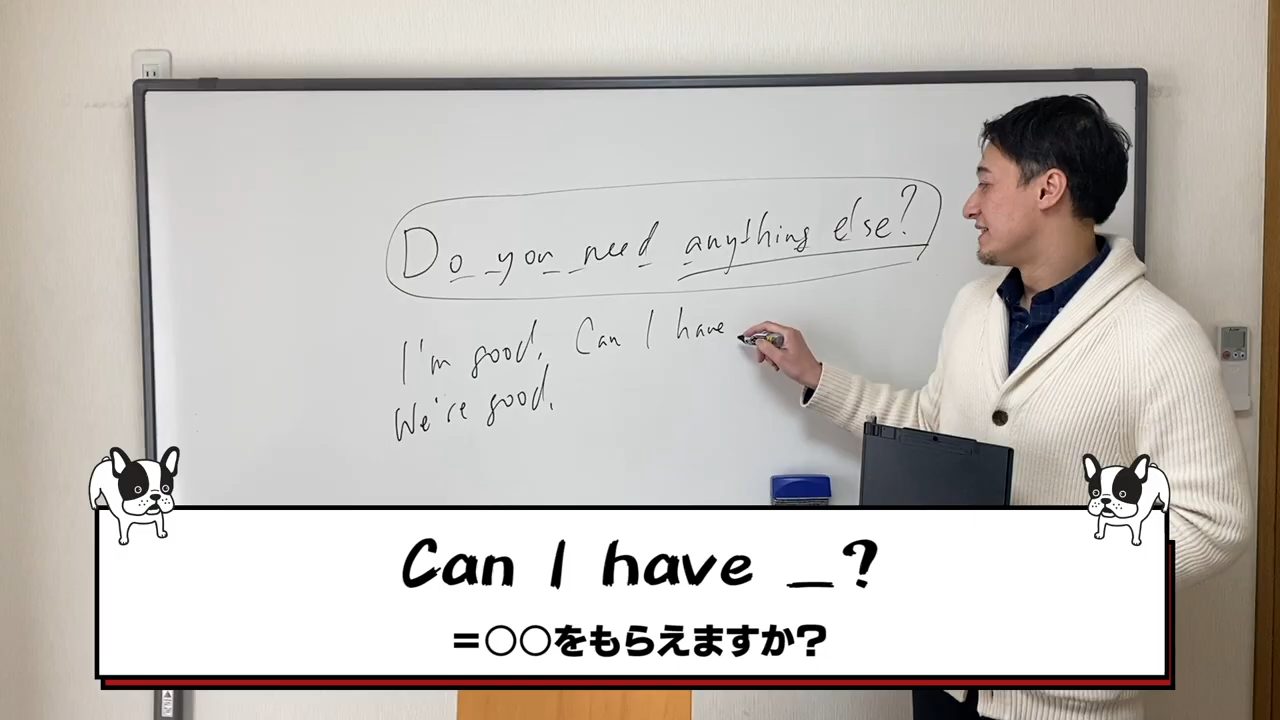 Do you need anything else?
I'm good. Can I have
We're good.
Can I have _?
=○○をもらえますか?